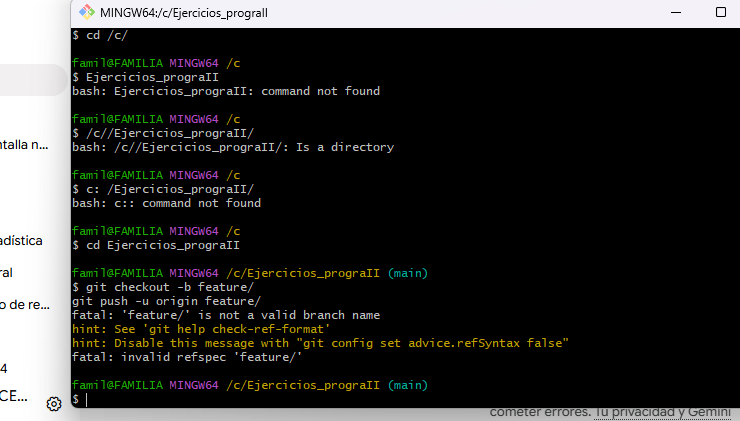 MINGW64:/c/Ejercicios_prograII
$ cd /c/
famil@FAMILIA MINGW64 /c
$ Ejercicios_prograII
bash: Ejercicios_prograII: command not found
famil@FAMILIA MINGW64 /c
$ /c//Ejercicios_prograII/
bash: /c//Ejercicios_prograII/: Is a directory
famil@FAMILIA MINGW64 /c
$ c: /Ejercicios_prograII/
bash: c:: command not found
famil@FAMILIA MINGW64 /c
$ cd Ejercicios_prograII
famil@FAMILIA MINGW64 /c/Ejercicios_prograII (main)
$ git checkout -b feature/
git push -u origin feature/
fatal: 'feature/' is not a valid branch name
hint: See 'git help check-ref-format'
hint: Disable this message with "git config set advice.refSyntax false"
fatal: invalid refspec 'feature/'
famil@FAMILIA MINGW64 /c/Ejercicios_prograII (main)
$
ntalla n...
adística
ral
o de re...
4
CE...
cometer errores. Tu privacidad y Gemini